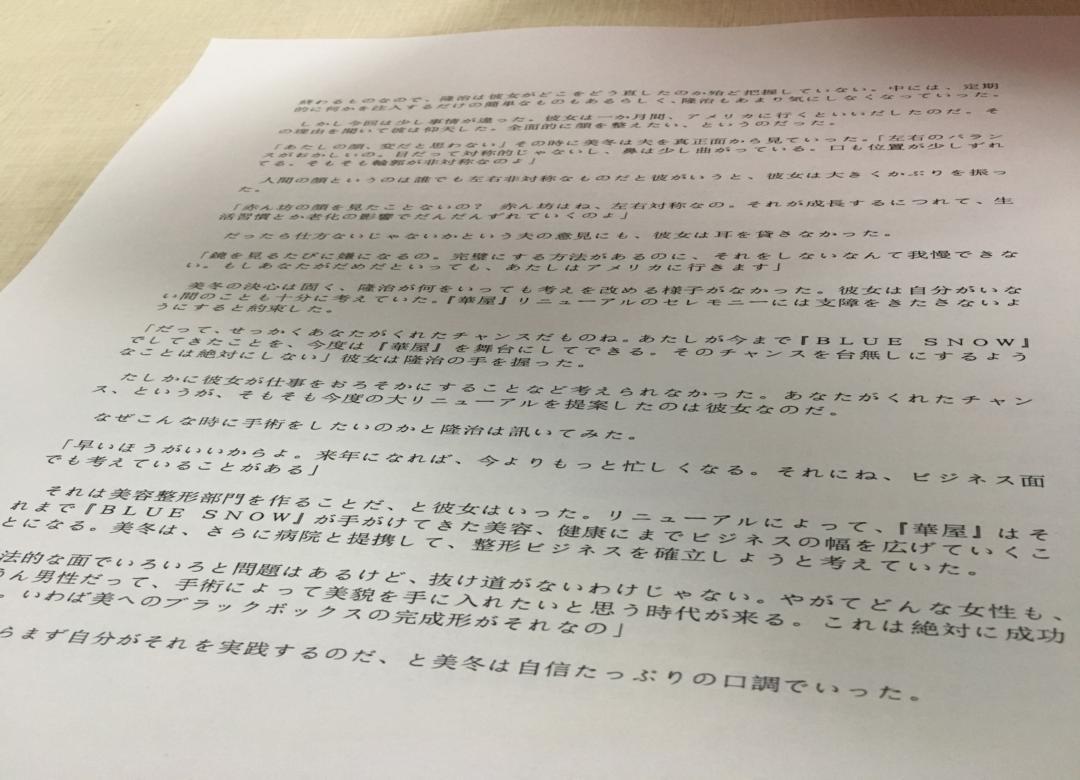 終わるものなので、隆治は彼女がどこをどう直したのか殆ど把握していない。中には、定期
的に何かを注入するだけの簡単なものもあるらしく、隆治もあまり気にしなくなっていった。
しかし今回は少し事情が違った。彼女は一か月間、アメリカに行くといいだしたのだ。そ
の理由を聞いて彼は仰天した。全面的に顔を整えたい、というのだった。
「あたしの顔、変だと思わない」その時に美冬は夫を真正面から見ていった。「左右のバラン
スがおかしいの。目だって対称的じゃないし、鼻は少し曲がっている。口も位置が少しずれ
てる。そもそも輪郭が非対称なのよ」
人間の顔というのは誰でも左右非対称なものだと彼がいうと、彼女は大きくかぶりを振っ
た。
「赤ん坊の顔を見たことないの？　赤ん坊はね、左右対称なの。それが成長するにつれて、生
活習慣とか老化の影響でだんだんずれていくのよ」
だったら仕方ないじゃないかという夫の意見にも、彼女は耳を貸さなかった。
「鏡を見るたびに嫌になるの。完璧にする方法があるのに、それをしないなんて我慢できな
い。もしあなたがだめだといっても、あたしはアメリカに行きます」
美冬の決心は固く、隆治が何をいっても考えを改める様子がなかった。彼女は自分がいな
い間のことも十分に考えていた。『華屋』リニューアルのセレモニーには支障をきたさないよ
うにすると約束した。
「だって、せっかくあなたがくれたチャンスだものね。あたしが今まで『ＢＬＵＥ　ＳＮＯＷ』
でしてきたことを、今度は『華屋』を舞台にしてできる。そのチャンスを台無しにするよう
なことは絶対にしない」彼女は隆治の手を握った。
たしかに彼女が仕事をおろそかにすることなど考えられなかった。あなたがくれたチャン
ス、というが、そもそも今度の大リニューアルを提案したのは彼女なのだ。
なぜこんな時に手術をしたいのかと隆治は訊いてみた。
「早いほうがいいからよ。来年になれば、今よりもっと忙しくなる。それにね、ビジネス面
でも考えていることがある」
それは美容整形部門を作ることだ、と彼女はいった。リニューアルによって、『華屋』はそ
れまで『ＢＬＵＥ　ＳＮＯＷ』が手がけてきた美容、健康にまでビジネスの幅を広げていくこ
とになる。美冬は、さらに病院と提携して、整形ビジネスを確立しようと考えていた。
法的な面でいろいろと問題はあるけど、抜け道がないわけじゃない。やがてどんな女性も、
ろん男性だって、手術によって美貌を手に入れたいと思う時代が来る。これは絶対に成功
。いわば美へのブラックボックスの完成形がそれなの」
らまず自分がそれを実践するのだ、と美冬は自信たっぷりの口調でいった。